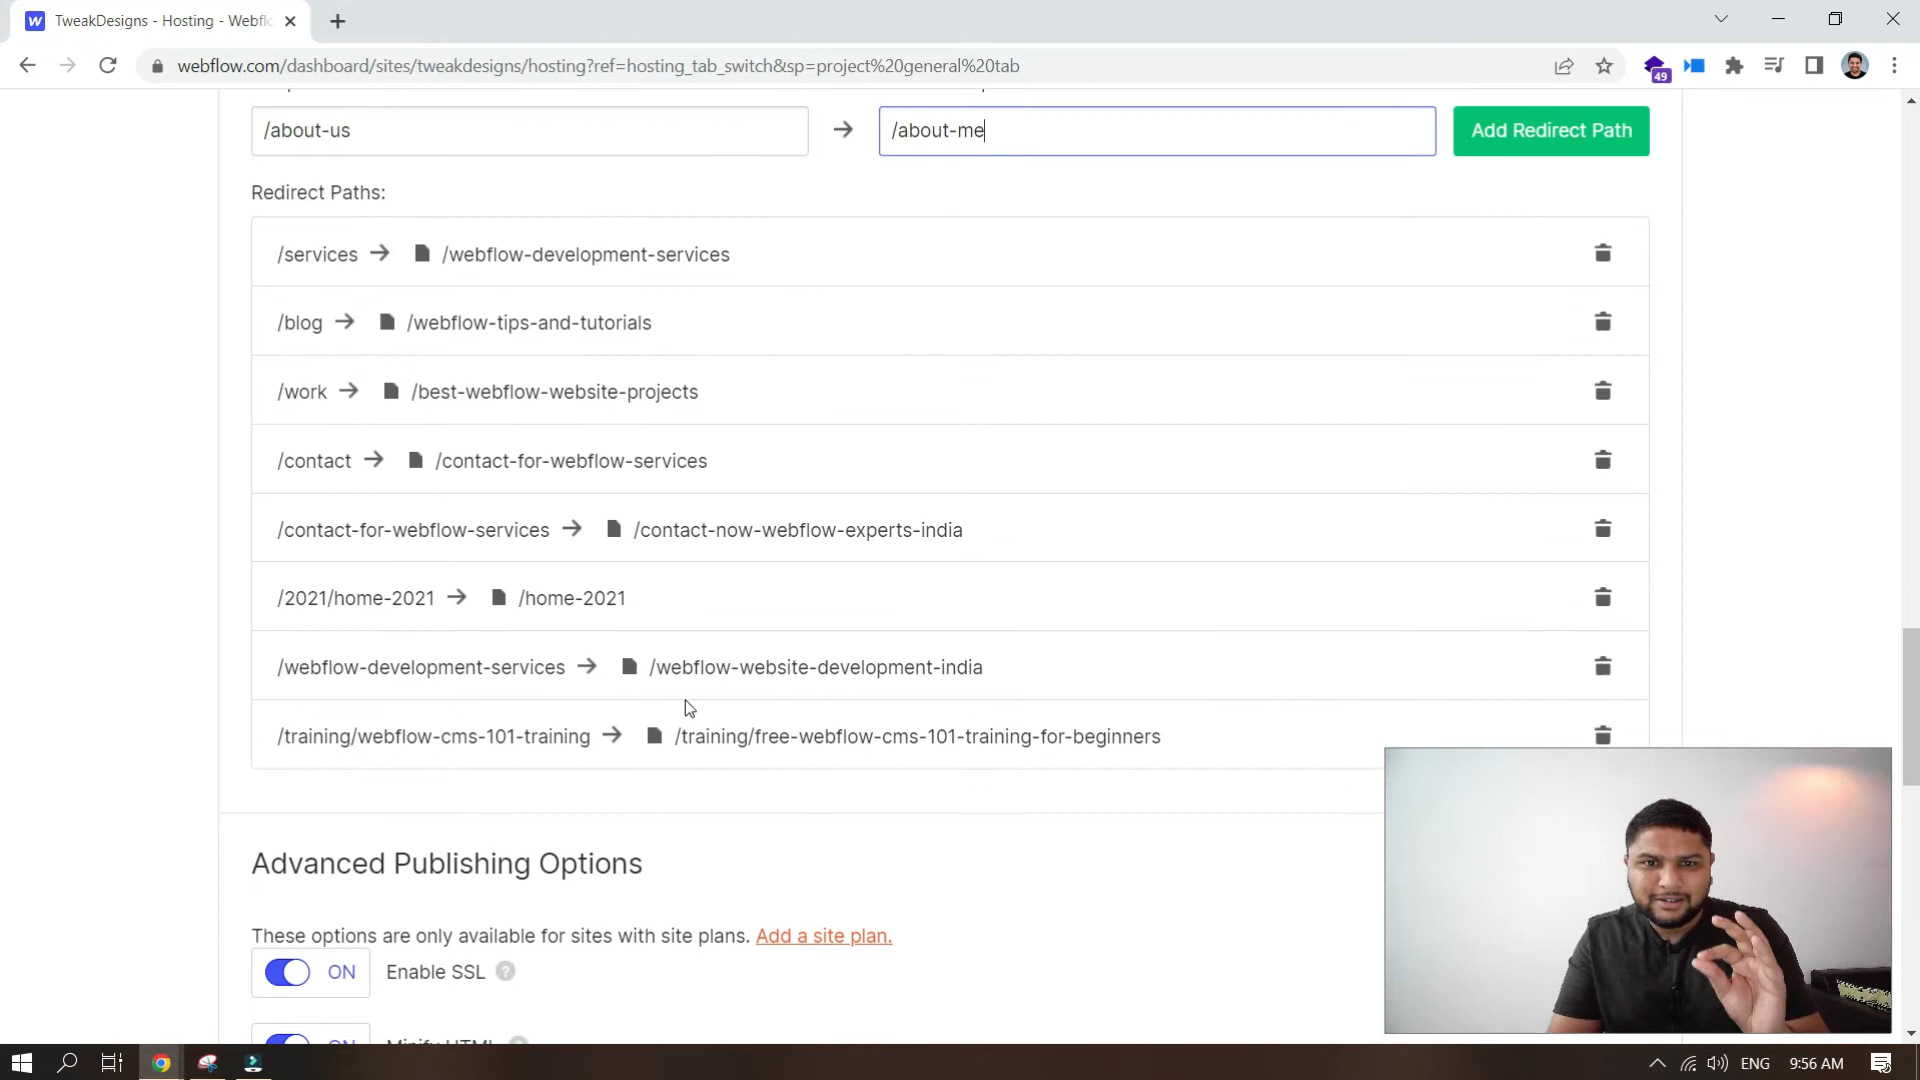 TweakDesigns - Hosting - Webflo
webflow.com/dashboard/sites/tweakdesigns/hosting?ref=hosting_tab_switch&sp=project%20general%20tab
49
/about-us
/about-me
Add Redirect Path
Redirect Paths:
/services /webflow-development-services
/blog /webflow-tips-and-tutorials
/work /best-webflow-website-projects
/contact /contact-for-webflow-services
/contact-for-webflow-services /contact-now-webflow-experts-india
/2021/home-2021 /home-2021
/webflow-development-services /webflow-website-development-india
/training/webflow-cms-101-training /training/free-webflow-cms-101-training-for-beginners
Advanced Publishing Options
These options are only available for sites with site plans. Add a site plan.
ON Enable SSL ?
ON Minify HTML
ENG 9:56 AM